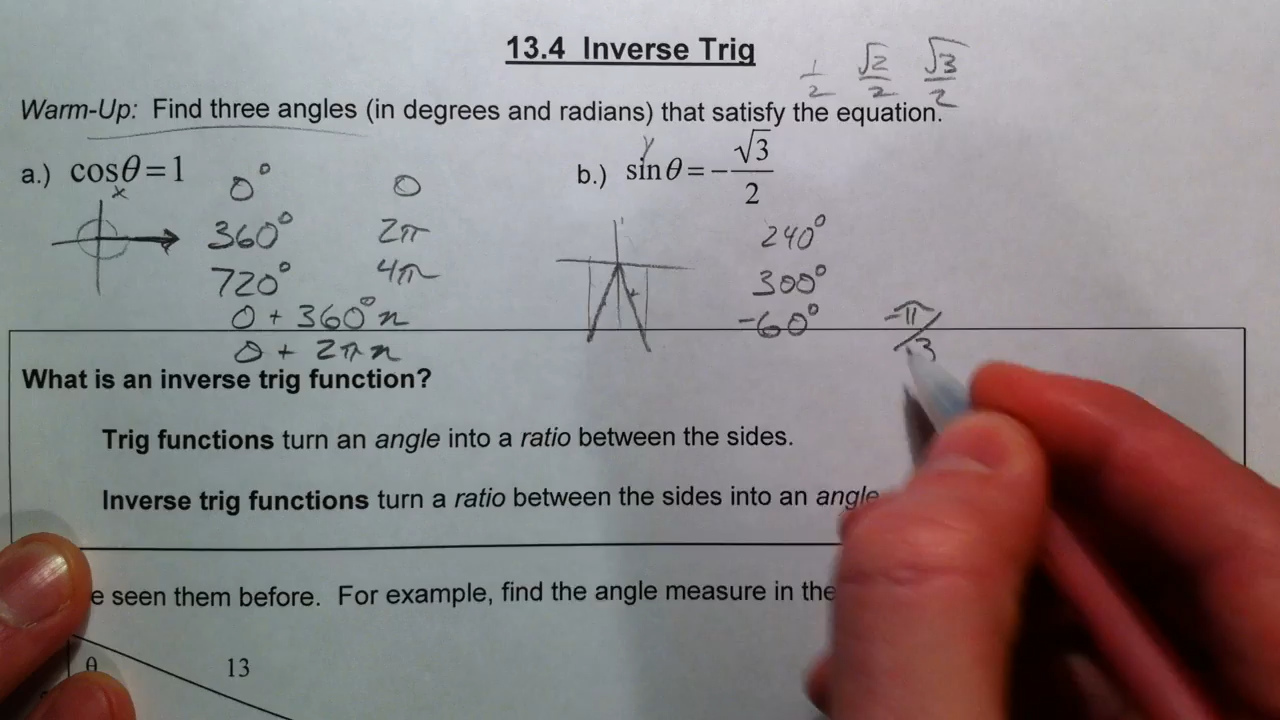 13.4 Inverse Trig
1/2 √2/2 √3/2
Warm-Up: Find three angles (in degrees and radians) that satisfy the equation.
a.) cosθ=1
x
0° 0
360° 2π
720° 4π
0 + 360°n
0 + 2πn
b.) sinθ=-√3/2
y
240°
300°
-60° -π/3
What is an inverse trig function?
Trig functions turn an angle into a ratio between the sides.
Inverse trig functions turn a ratio between the sides into an angle
e seen them before. For example, find the angle measure in the
θ 13